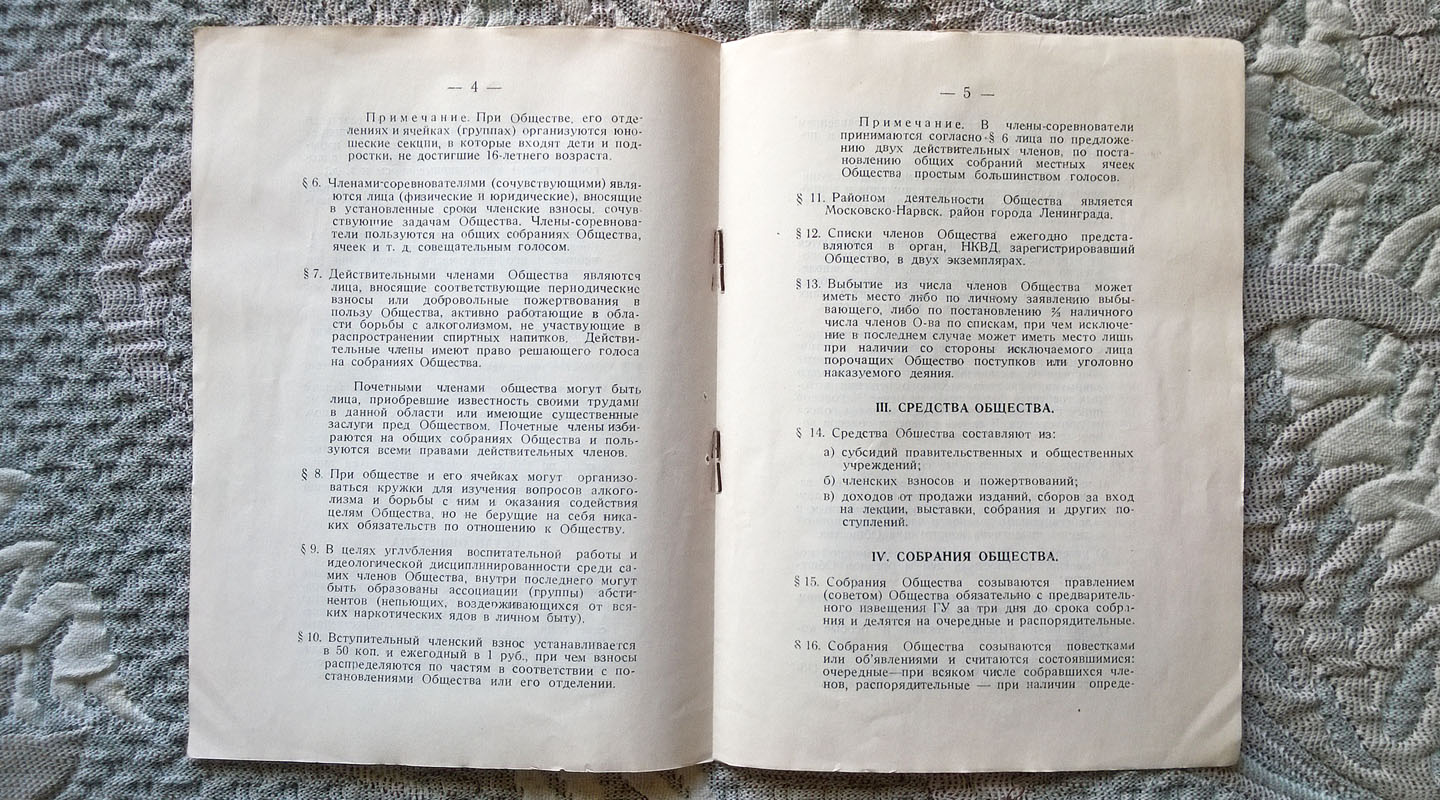 — 4 —
Примечание. При Обществе, его отде-
лениях и ячейках (группах) организуются юно-
шеские секции, в которые входят дети и под-
ростки, не достигшие 16-летнего возраста.
§ 6. Членами-соревнователями (сочувствующими) явля-
ются лица (физические и юридические), вносящие
в установленные сроки членские взносы, сочув-
ствующие задачам Общества. Члены-соревнова-
тели пользуются на общих собраниях Общества,
ячеек и т. д. совещательным голосом.
§ 7. Действительными членами Общества являются
лица, вносящие соответствующие периодические
взносы или добровольные пожертвования в
пользу Общества, активно работающие в обла-
сти борьбы с алкоголизмом, не участвующие в
распространении спиртных напитков. Действи-
тельные члены имеют право решающего голоса
на собраниях Общества.
Почетными членами общества могут быть
лица, приобревшие известность своими трудами
в данной области или имеющие существенные
заслуги пред Обществом. Почетные члены изби-
раются на общих собраниях Общества и поль-
зуются всеми правами действительных членов.
§ 8. При обществе и его ячейках могут организо-
ваться кружки для изучения вопросов алкого-
лизма и борьбы с ним и оказания содействия
целям Общества, но не берущие на себя ника-
ких обязательств по отношению к Обществу.
§ 9. В целях углубления воспитательной работы и
идеологической дисциплинированности среди са-
мих членов Общества, внутри последнего могут
быть образованы ассоциации (группы) абсти-
нентов (непьющих, воздерживающихся от вся-
ких наркотических ядов в личном быту).
§ 10. Вступительный членский взнос устанавливается
в 50 коп. и ежегодный в 1 руб., при чем взносы
распределяются по частям в соответствии с по-
становлениями Общества или его отделении.
— 5 —
Примечание. В члены-соревнователи
принимаются согласно § 6 лица по предложе-
нию двух действительных членов, по поста-
новлению общих собраний местных ячеек
Общества простым большинством голосов.
§ 11. Районом деятельности Общества является
Московско-Нарвск. район города Ленинграда.
§ 12. Списки членов Общества ежегодно предста-
вляются в орган, НКВД, зарегистрировавший
Общество, в двух экземплярах.
§ 13. Выбытие из числа членов Общества может
иметь место либо по личному заявлению выбы-
вающего, либо по постановлению ⅔ наличного
числа членов О-ва по спискам, при чем исключе-
ние в последнем случае может иметь место лишь
при наличии со стороны исключаемого лица
порочащих Общество поступков или уголовно
наказуемого деяния.
III. СРЕДСТВА ОБЩЕСТВА.
§ 14. Средства Общества составляют из:
а) субсидий правительственных и общественных
учреждений;
б) членских взносов и пожертвований;
в) доходов от продажи изданий, сборов за вход
на лекции, выставки, собрания и других по-
ступлений.
IV. СОБРАНИЯ ОБЩЕСТВА.
§ 15. Собрания Общества созываются правлением
(советом) Общества обязательно с предваритель-
ного извещения ГУ за три дня до срока собра-
ния и делятся на очередные и распорядительные.
§ 16. Собрания Общества созываются повестками
или об'явлениями и считаются состоявшимися:
очередные—при всяком числе собравшихся чле-
нов, распорядительные — при наличии опреде-